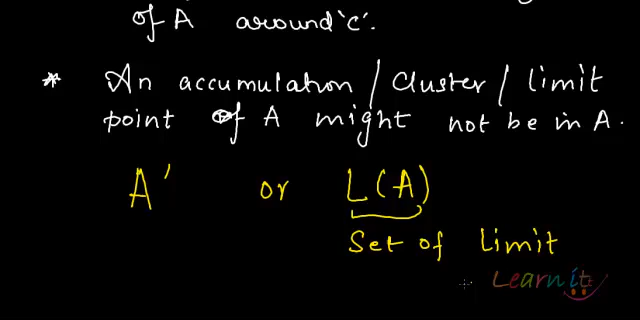 of A around 'c'.
* An accumulation / Cluster / limit
point of A might not be in A.
A' or L(A)
Set of limit
Learnit